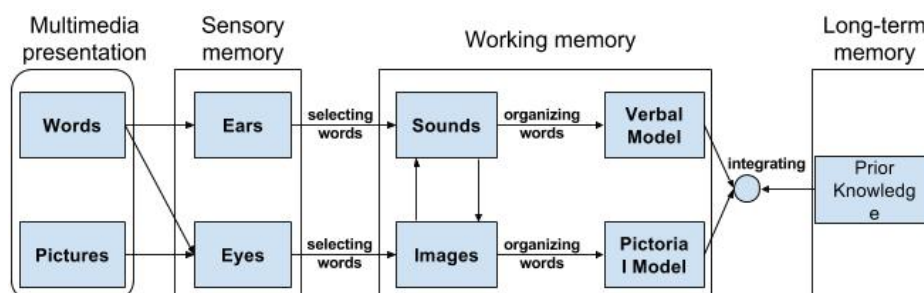 Multimedia
presentation
Sensory
memory
Working memory
Long-term
memory
Words
Ears
selecting
words
Sounds
organizing
words
Verbal
Model
integrating
Prior
Knowledg
e
Pictures
Eyes
selecting
words
Images
organizing
words
Pictoria
l Model